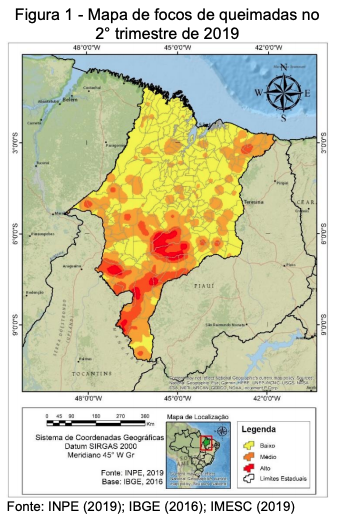 Figura 1 - Mapa de focos de queimadas no
2° trimestre de 2019
48°0'0"O
45°0'0"O
42°0'0"O
Belém
3°0'0"S
3°0'0"S
Teresina
CEARÁ
6°0'0"S
6°0'0"S
Araguaína
PIAUÍ
9°0'0"S
9°0'0"S
TOCANTINS
48°0'0"O
45°0'0"O
42°0'0"O
0 45 90 180 270 360
Km
Sistema de Coordenadas Geográficas
Datum SIRGAS 2000
Meridiano 45° W Gr
Fonte: INPE, 2019
Base: IBGE, 2016
Mapa de Localização
Legenda
Baixo
Médio
Alto
Limites Estaduais
Fonte: INPE (2019); IBGE (2016); IMESC (2019)